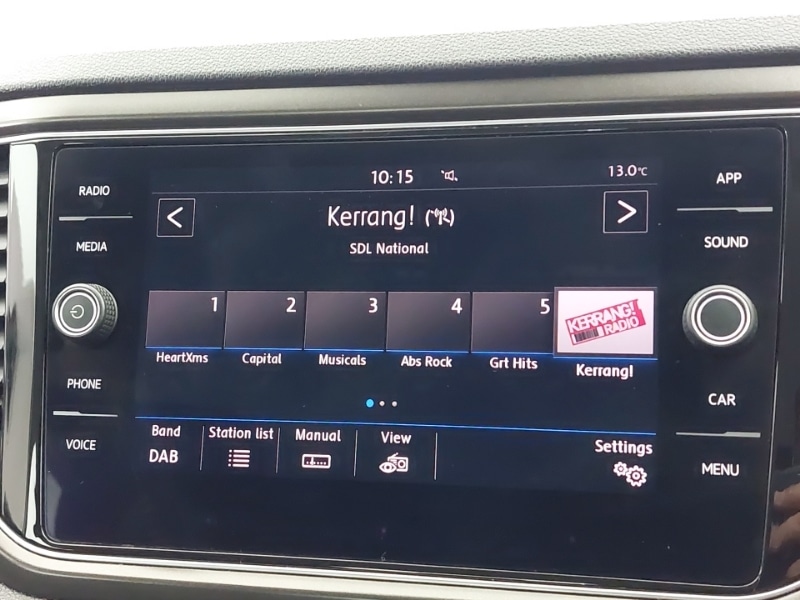 RADIO
MEDIA
PHONE
VOICE
10:15
13.0°C
Kerrang!
SDL National
1
2
3
4
5
KERRANG!
RADIO
HeartXms
Capital
Musicals
Abs Rock
Grt Hits
Kerrang!
Band
DAB
Station list
Manual
View
Settings
APP
SOUND
CAR
MENU